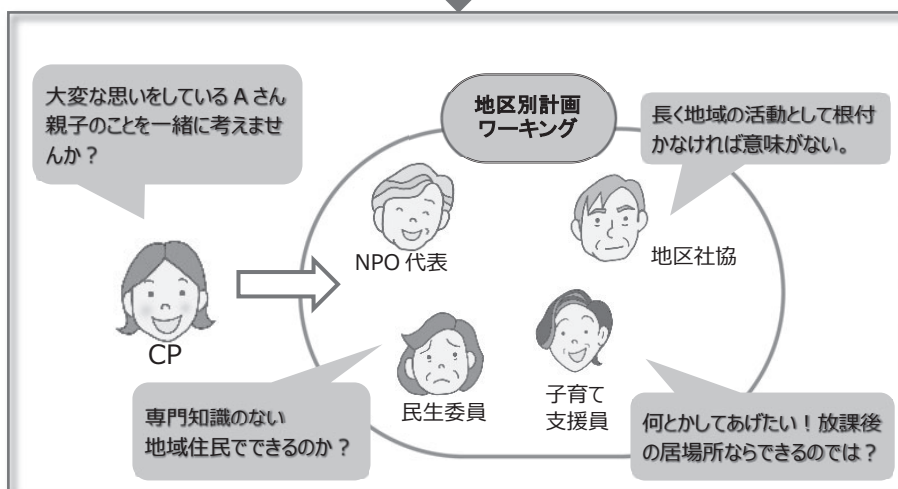 大変な思いをしている A さん
親子のことを一緒に考えませ
んか？
地区別計画
ワーキング
長く地域の活動として根付
かなければ意味がない。
NPO 代表
地区社協
CP
民生委員
子育て
支援員
専門知識のない
地域住民でできるのか？
何とかしてあげたい！放課後
の居場所ならできるのでは？